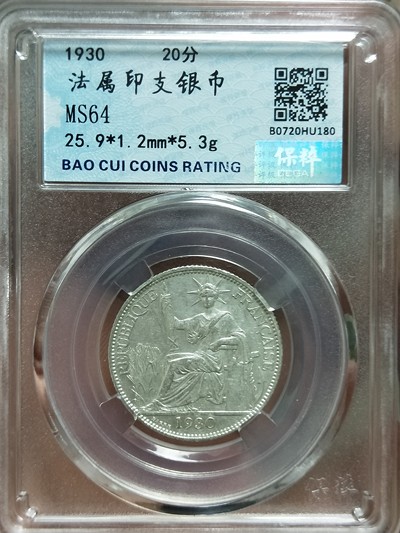 1930 20分
法属印支银币
MS64
25.9*1.2mm*5.3g
BAO CUI COINS RATING
B0720HU180
保粹
REPUBLIQUE FRANÇAISE
1930